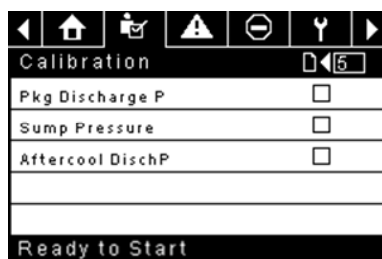 Calibration 5
Pkg Discharge P
Sump Pressure
Aftercool DischP
Ready to Start